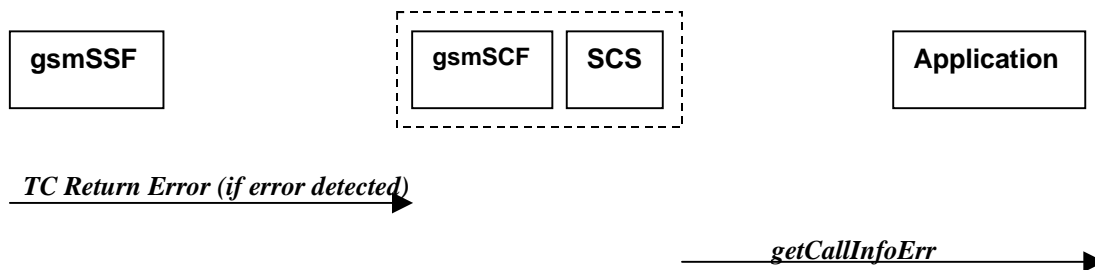 gsmSSF
gsmSCF
SCS
Application
TC Return Error (if error detected)
getCallInfoErr